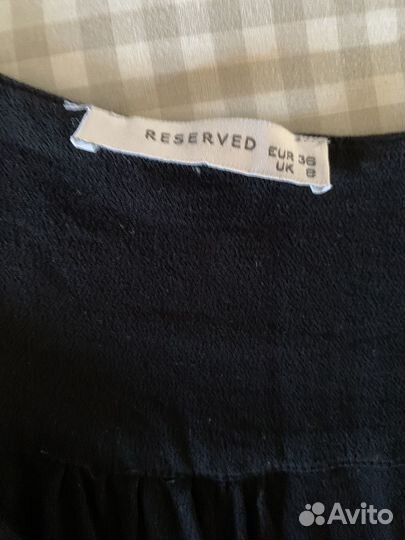 RESERVED
EUR 36
UK 8
Avito